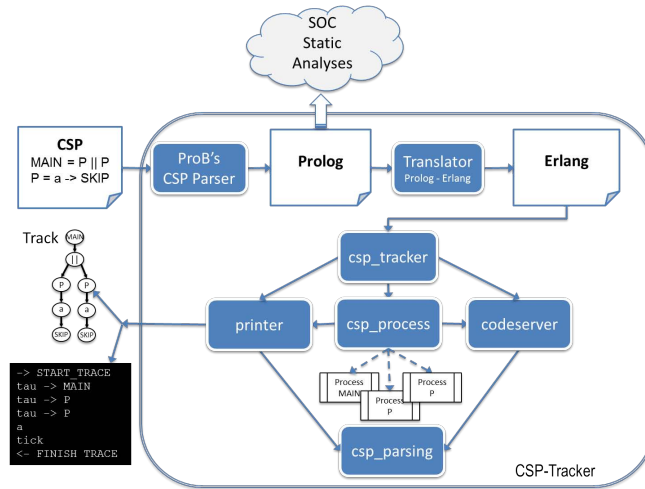 SOC
Static
Analyses
CSP
MAIN = P || P
P = a -> SKIP
ProB's
CSP Parser
Prolog
Translator
Prolog - Erlang
Erlang
Track
MAIN
||
P
P
a
a
SKIP
SKIP
csp_tracker
printer
csp_process
codeserver
Process
MAIN
Process
P
Process
P
csp_parsing
-> START_TRACE
tau -> MAIN
tau -> P
tau -> P
a
tick
<- FINISH TRACE
CSP-Tracker